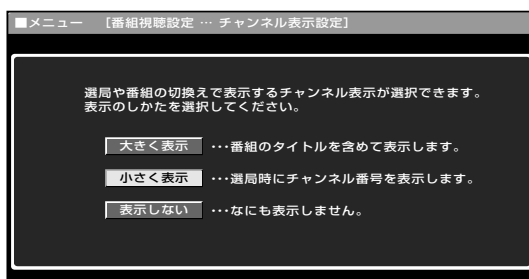 ■メニュー [番組視聴設定 … チャンネル表示設定]
選局や番組の切換えで表示するチャンネル表示が選択できます。
表示のしかたを選択してください。
大きく表示 ･･･番組のタイトルを含めて表示します。
小さく表示 ･･･選局時にチャンネル番号を表示します。
表示しない ･･･なにも表示しません。